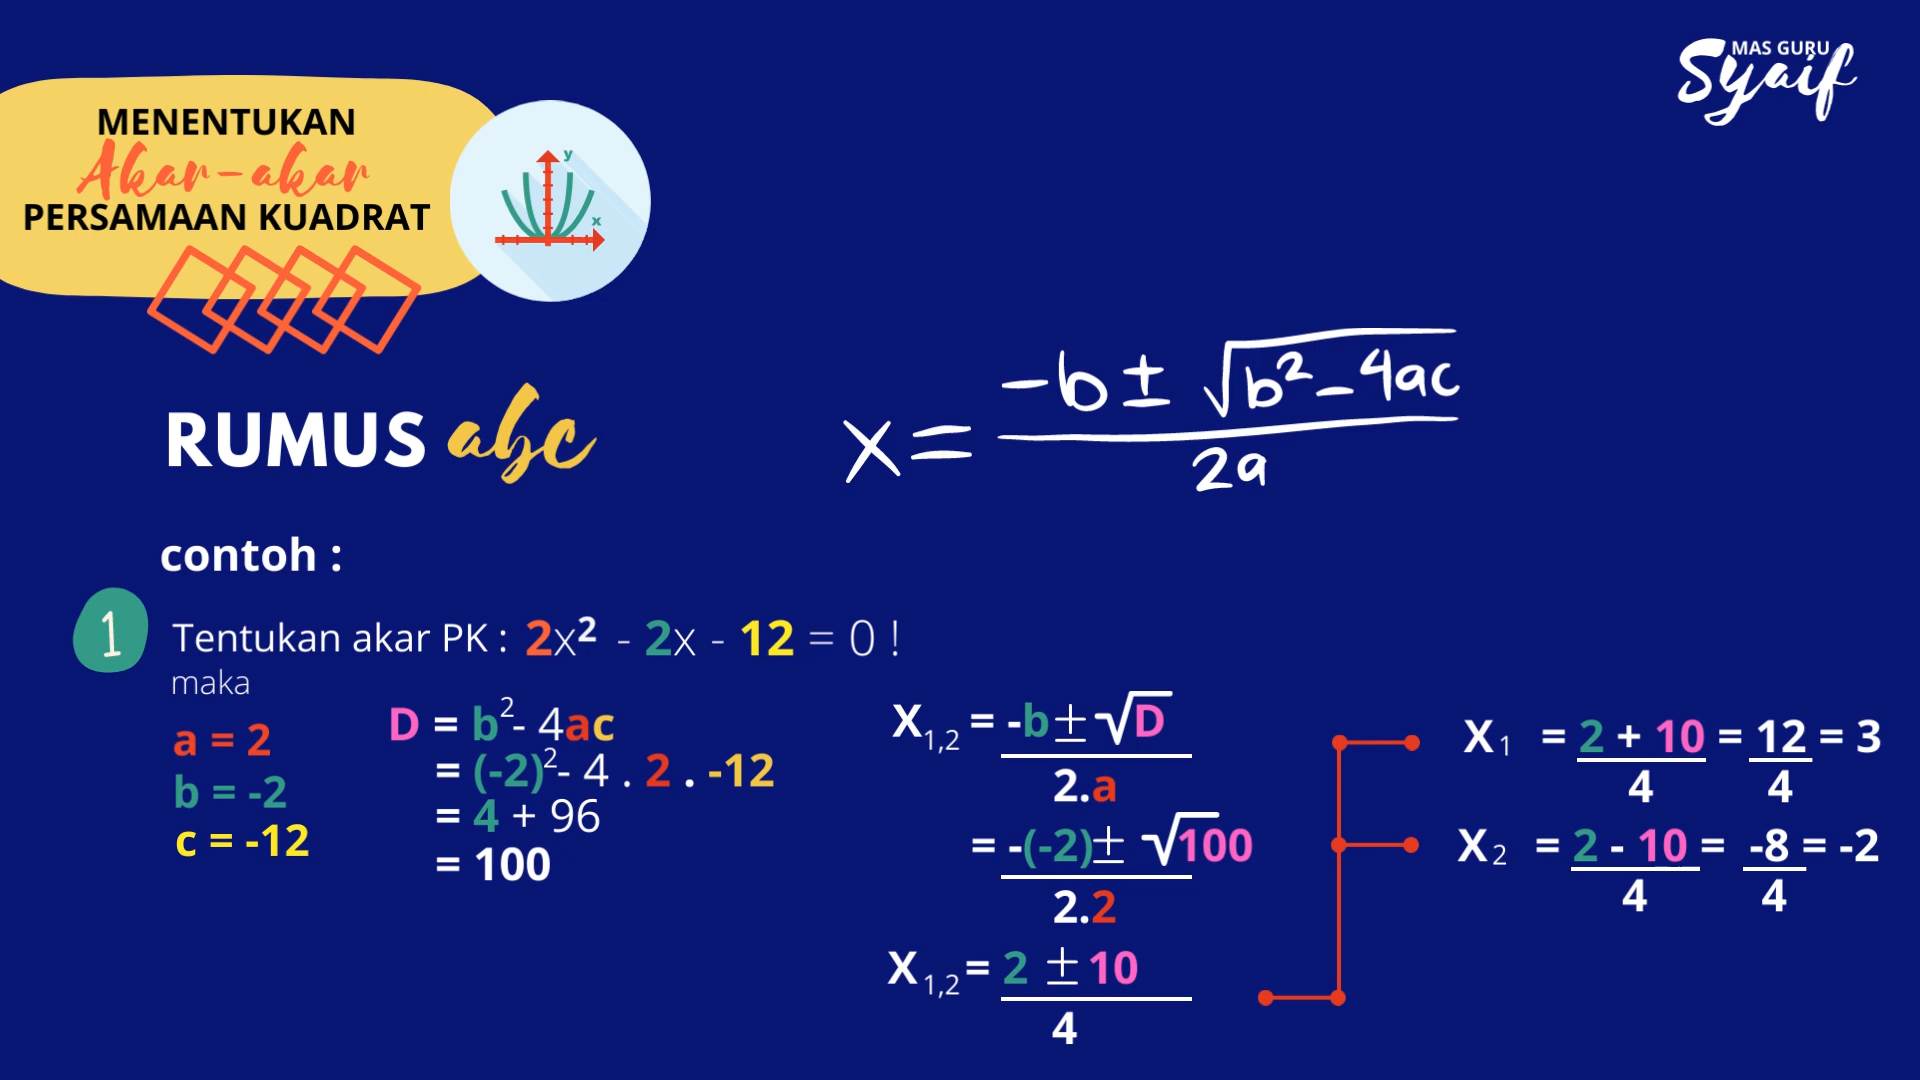 MAS GURU
Syaif
MENENTUKAN
Akar-akar
PERSAMAAN KUADRAT
y
x
RUMUS abc
x = (-b ± √(b² - 4ac)) / 2a
contoh :
1
Tentukan akar PK : 2x² - 2x - 12 = 0 !
maka
a = 2
b = -2
c = -12
D = b² - 4ac
= (-2)² - 4 . 2 . -12
= 4 + 96
= 100
X₁,₂ = -b ± √D
2.a
= -(-2) ± √100
2.2
X₁,₂ = 2 ± 10
4
X₁ = 2 + 10 = 12 = 3
4 4
X₂ = 2 - 10 = -8 = -2
4 4